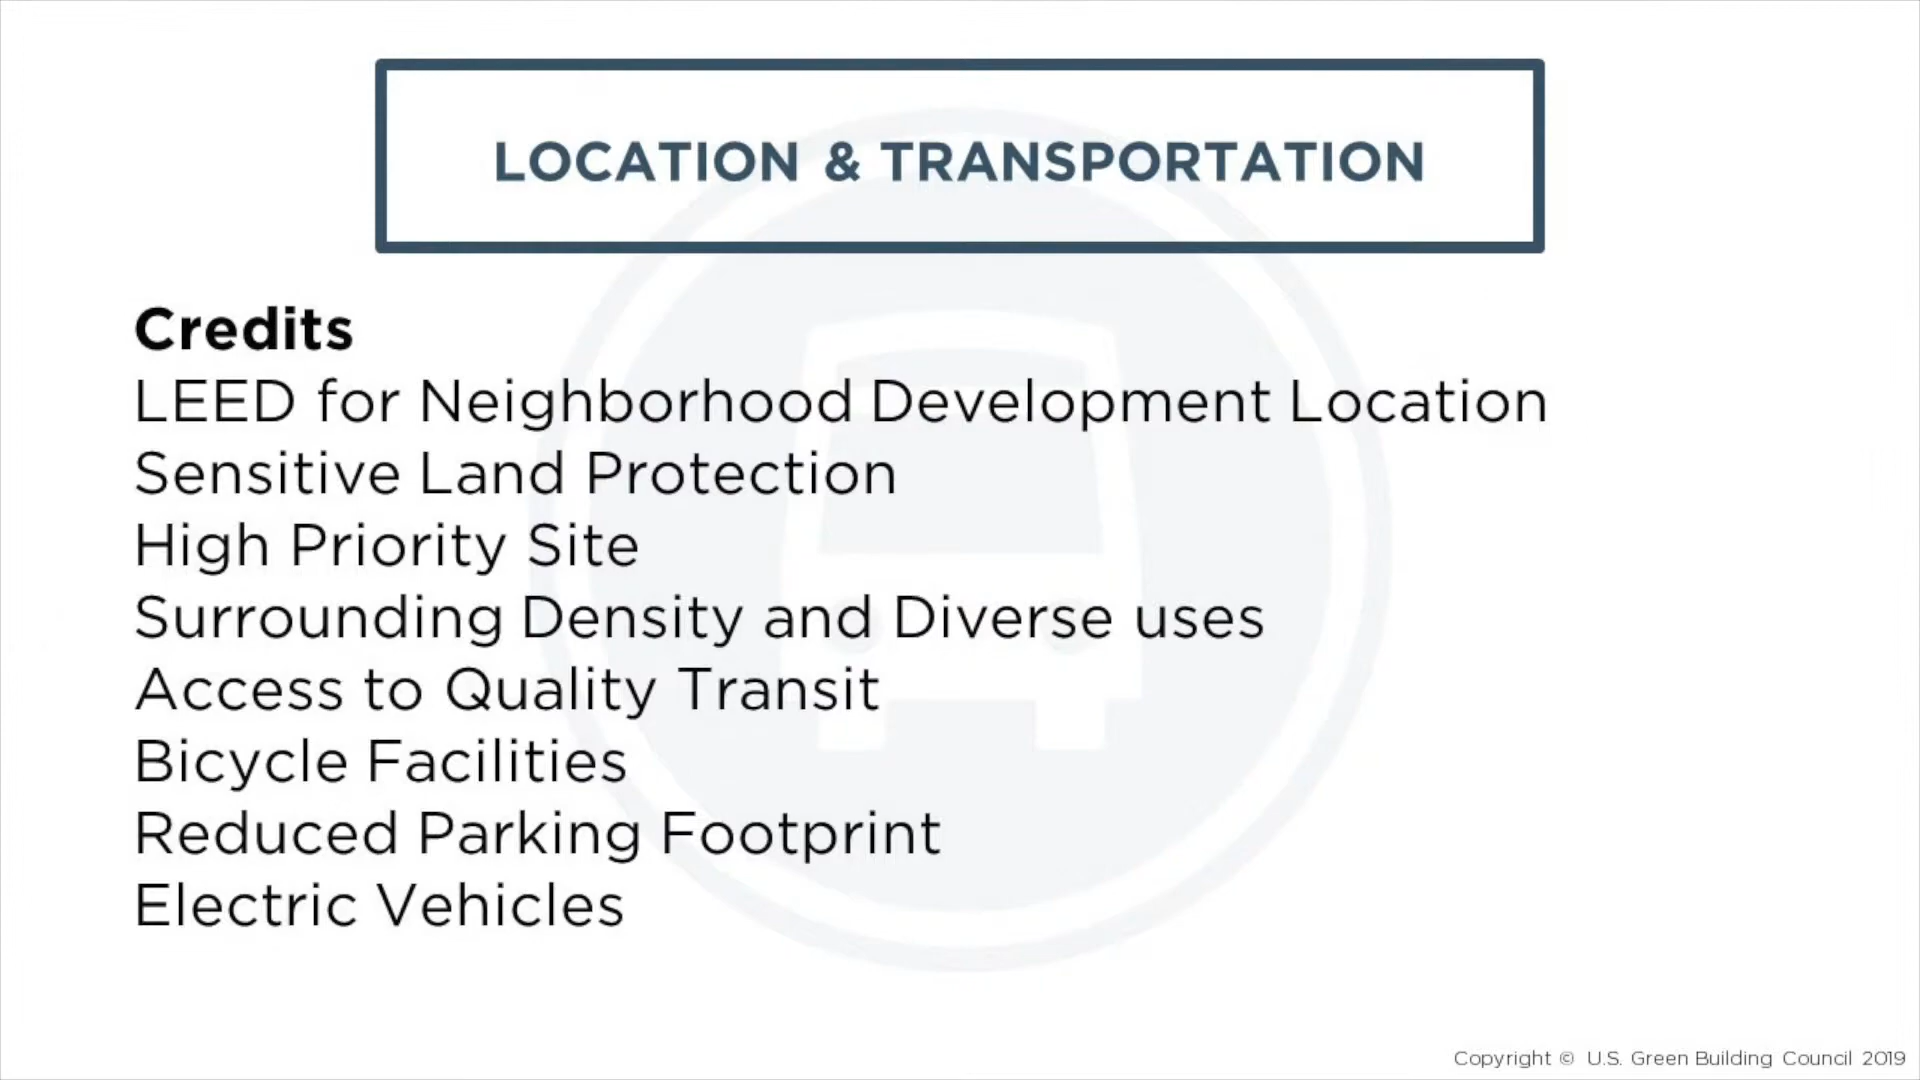 LOCATION & TRANSPORTATION
Credits
LEED for Neighborhood Development Location
Sensitive Land Protection
High Priority Site
Surrounding Density and Diverse uses
Access to Quality Transit
Bicycle Facilities
Reduced Parking Footprint
Electric Vehicles
Copyright © U.S. Green Building Council 2019